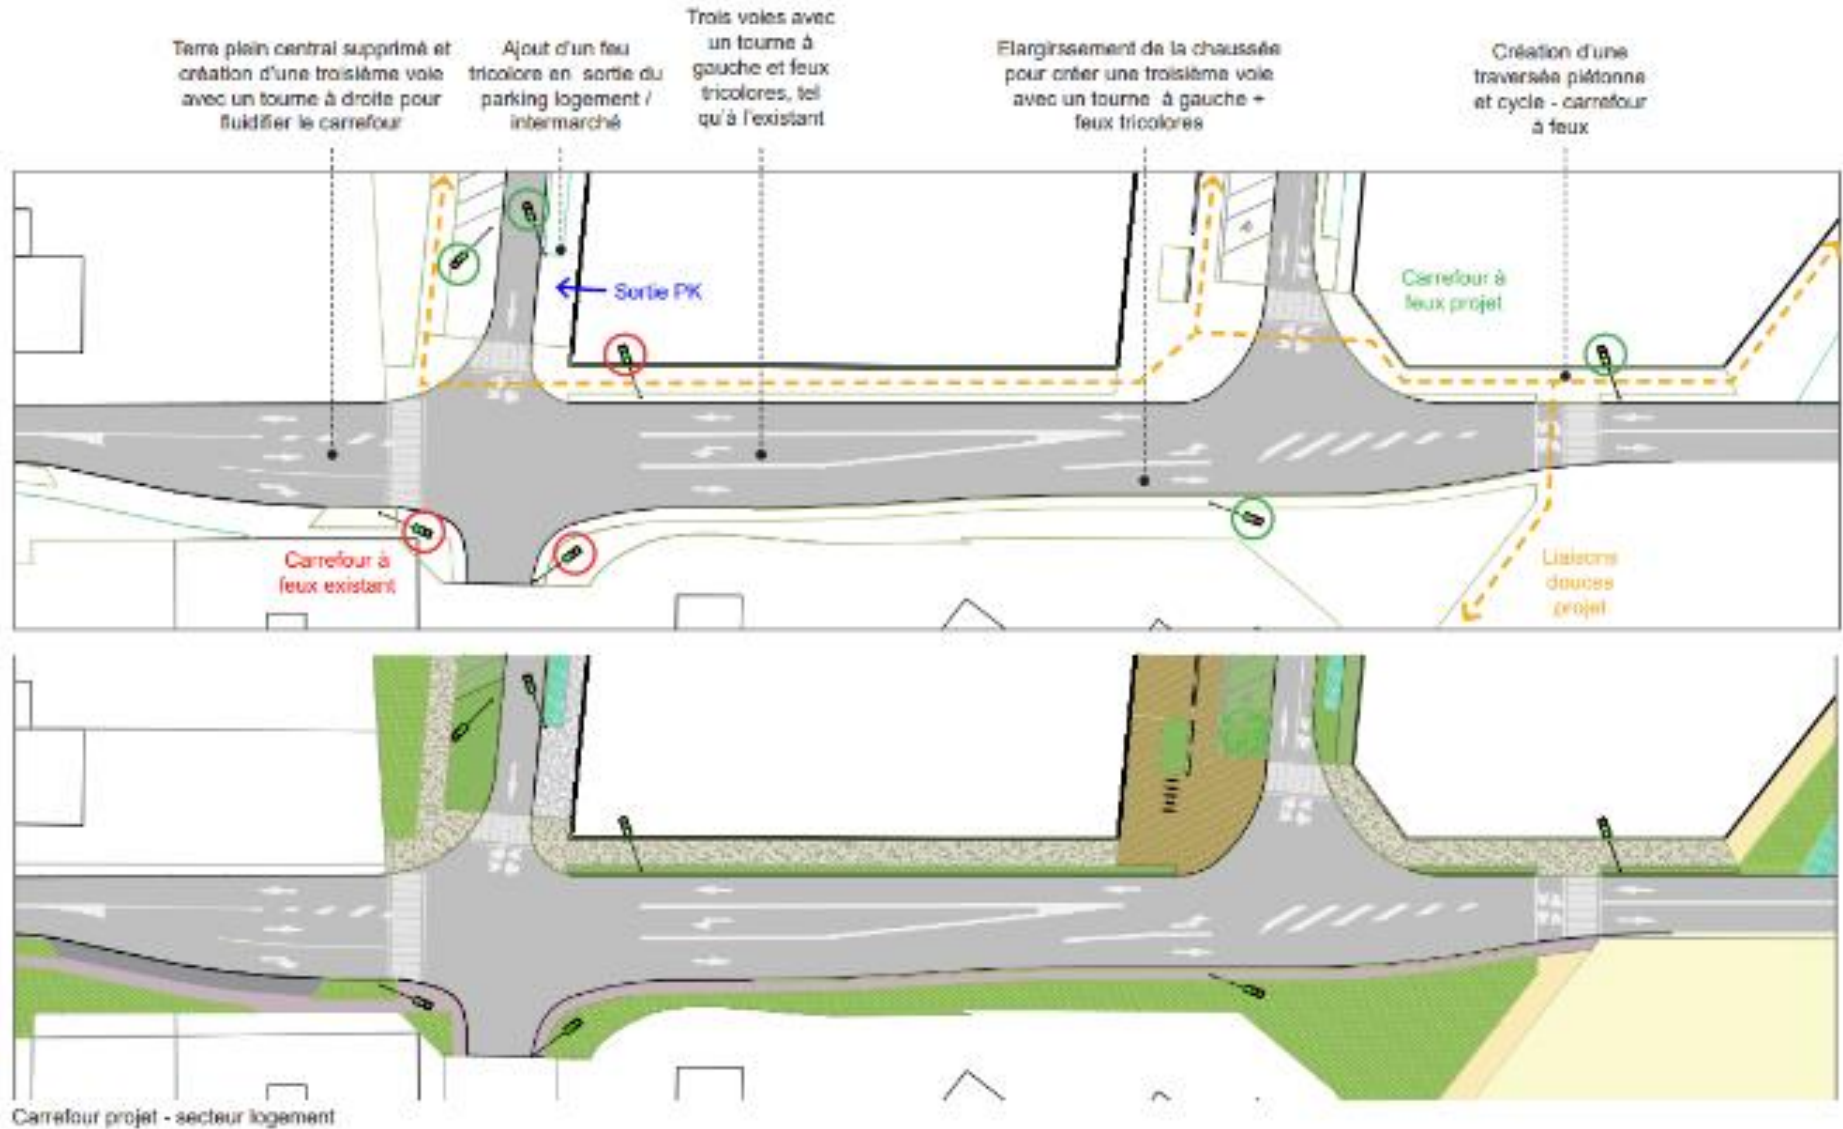 Terre plein central supprimé et
création d'une troisième voie
avec un tourne à droite pour
fluidifier le carrefour
Ajout d'un feu
tricolore en sortie du
parking logement /
intermarché
Trois voies avec
un tourne à
gauche et feux
tricolores, tel
qu'à l'existant
Elargissement de la chaussée
pour créer une troisième voie
avec un tourne à gauche +
feux tricolores
Création d'une
traversée piétonne
et cycle - carrefour
à feux
Sortie PK
Carrefour à
feux projet
Carrefour à
feux existant
Liaisons
douces
projet
Carrefour projet - secteur logement